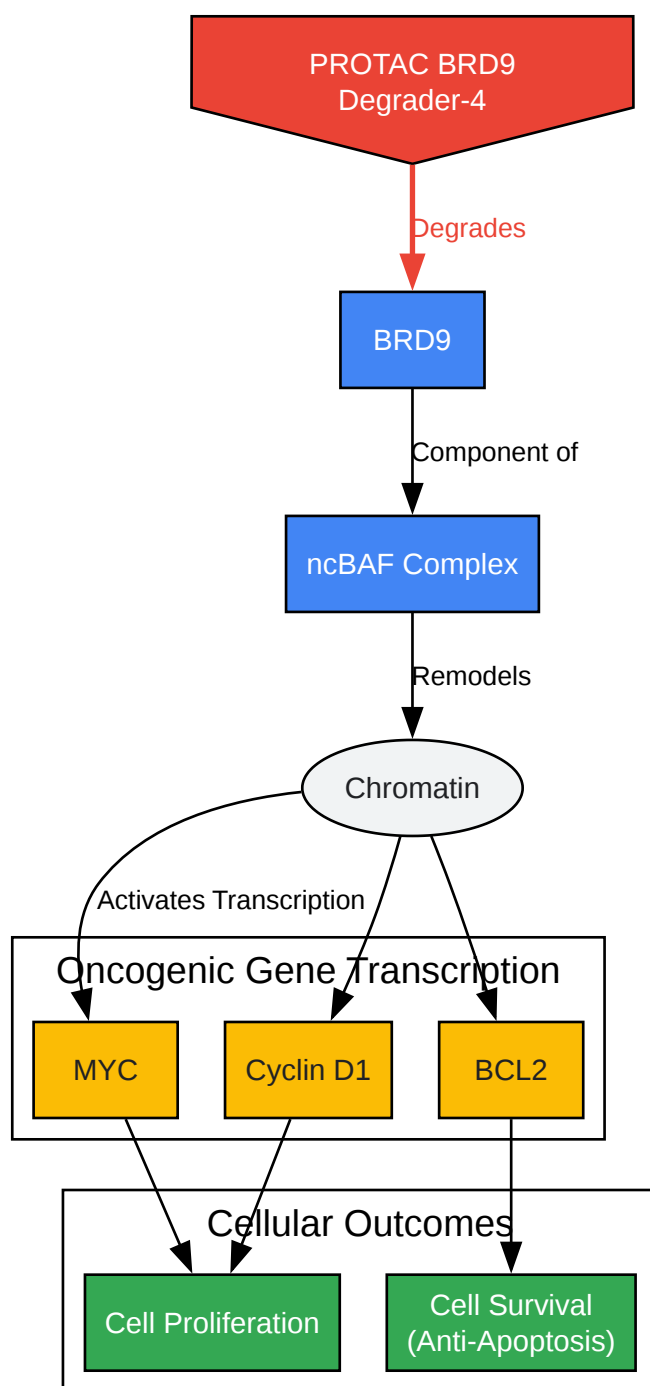 PROTAC BRD9
Degrader-4
Degrades
BRD9
Component of
ncBAF Complex
Remodels
Chromatin
Activates Transcription
Oncogenic Gene Transcription
MYC
Cyclin D1
BCL2
Cellular Outcomes
Cell Proliferation
Cell Survival
(Anti-Apoptosis)